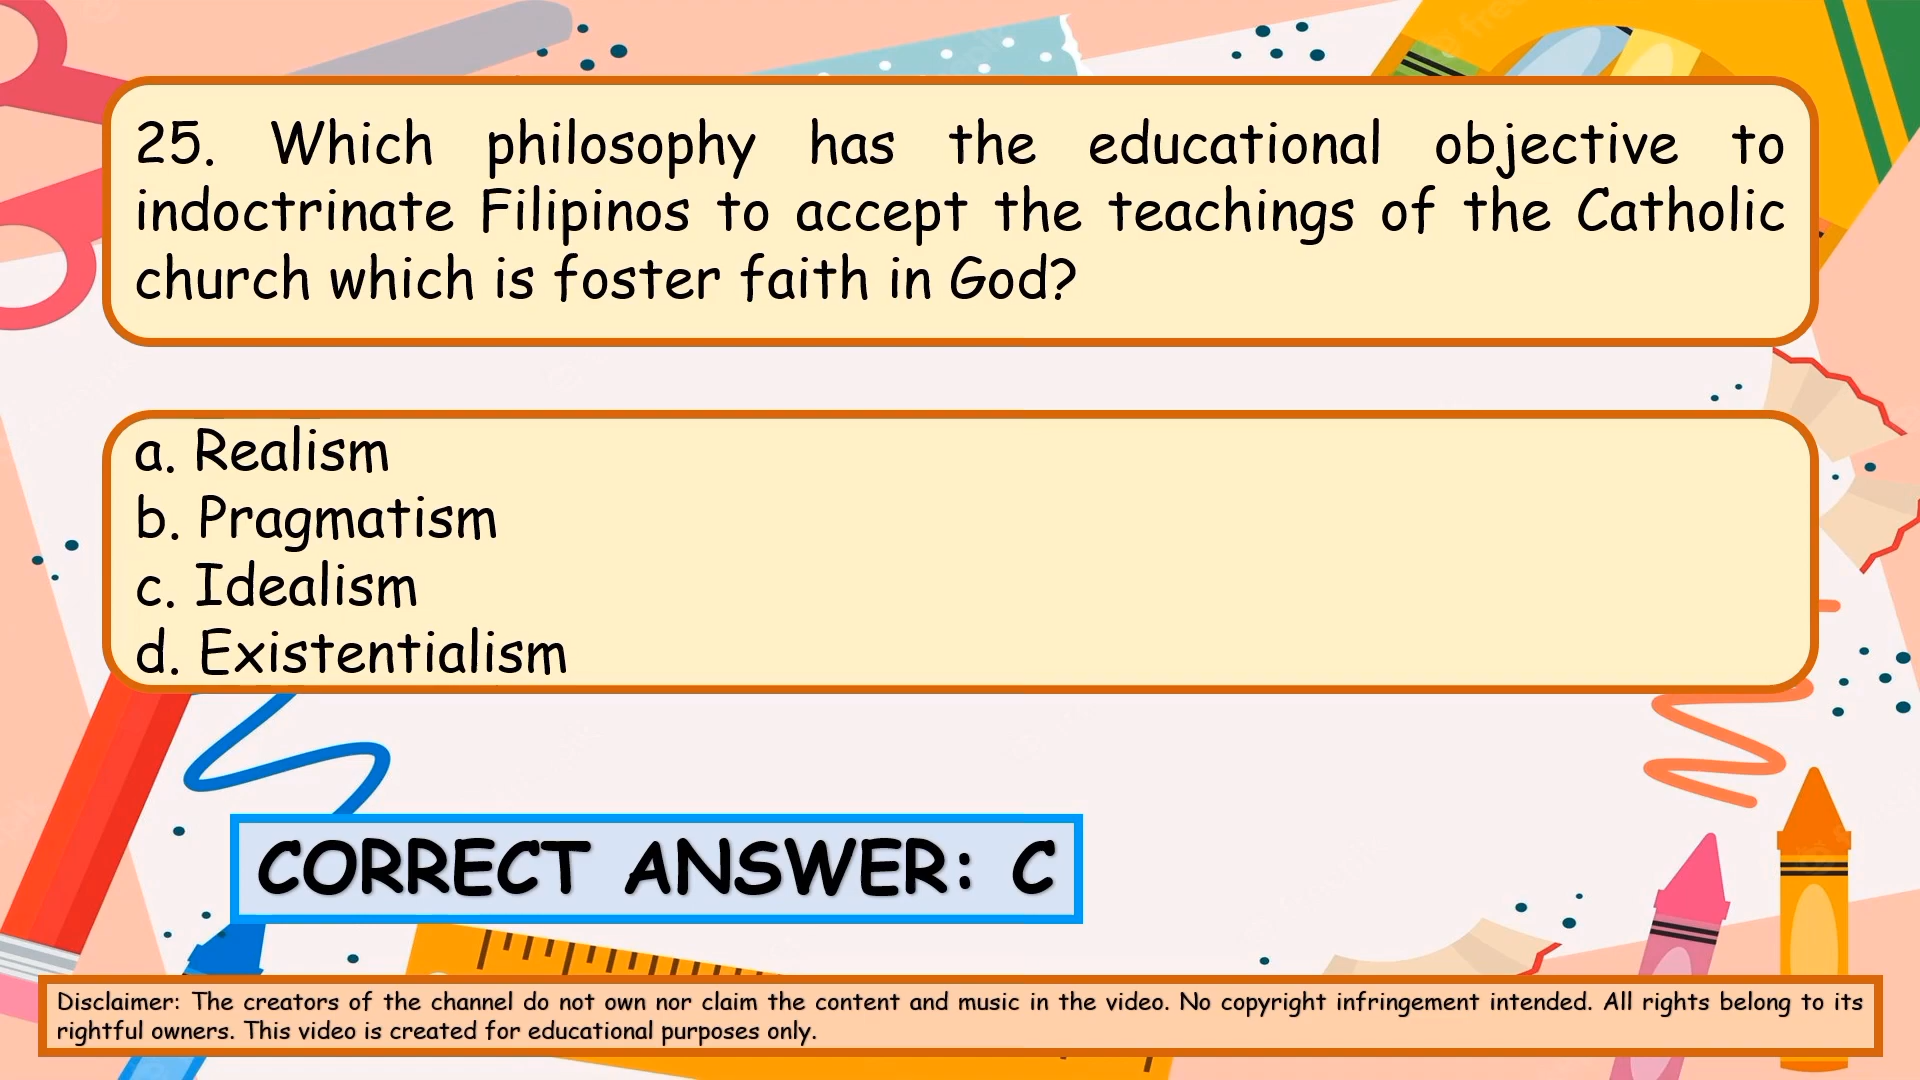 25. Which philosophy has the educational objective to
indoctrinate Filipinos to accept the teachings of the Catholic
church which is foster faith in God?
a. Realism
b. Pragmatism
c. Idealism
d. Existentialism
CORRECT ANSWER: C
Disclaimer: The creators of the channel do not own nor claim the content and music in the video. No copyright infringement intended. All rights belong to its
rightful owners. This video is created for educational purposes only.